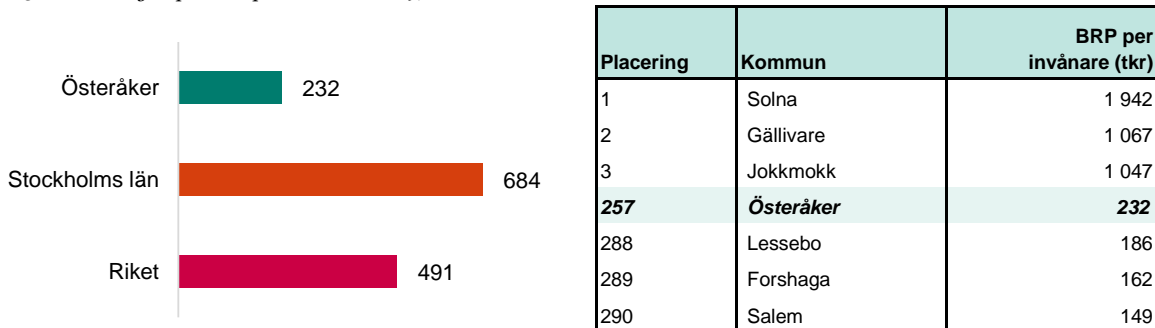 Österåker 232
Stockholms län 684
Riket 491
BRP per
Placering Kommun invånare (tkr)
1 Solna 1 942
2 Gällivare 1 067
3 Jokkmokk 1 047
257 Österåker 232
288 Lessebo 186
289 Forshaga 162
290 Salem 149